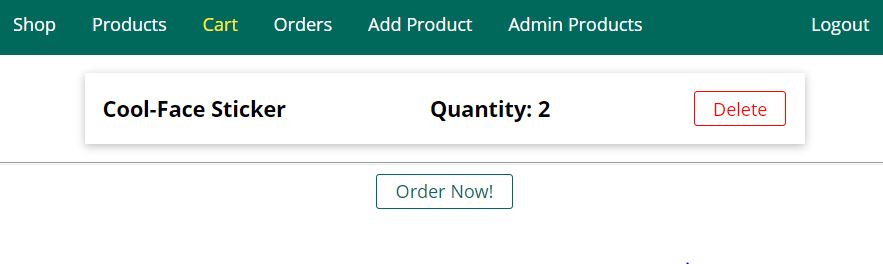 Shop Products Cart Orders Add Product Admin Products Logout
Cool-Face Sticker Quantity: 2 Delete
Order Now!